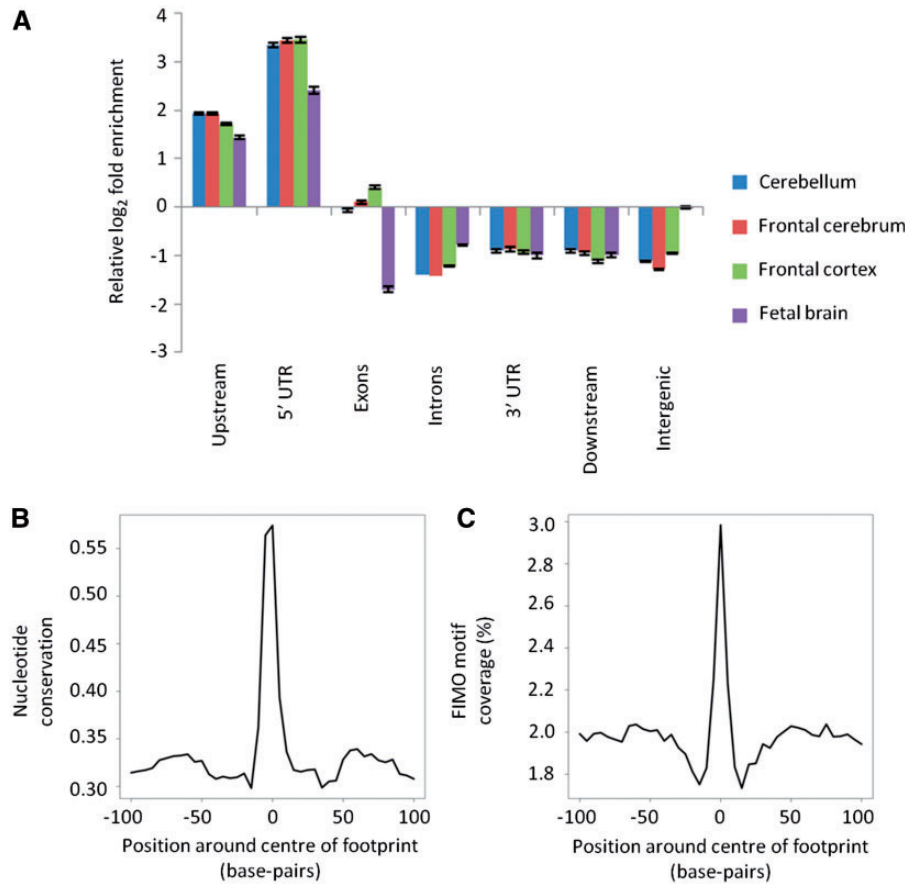 A
Relative log2 fold enrichment
4
3
2
1
0
-1
-2
-3
Upstream
5' UTR
Exons
Introns
3' UTR
Downstream
Intergenic
Cerebellum
Frontal cerebrum
Frontal cortex
Fetal brain
B
Nucleotide
conservation
0.55
0.50
0.45
0.40
0.35
0.30
-100
-50
0
50
100
Position around centre of footprint
(base-pairs)
C
FIMO motif
coverage (%)
3.0
2.8
2.6
2.4
2.2
2.0
1.8
-100
-50
0
50
100
Position around centre of footprint
(base-pairs)